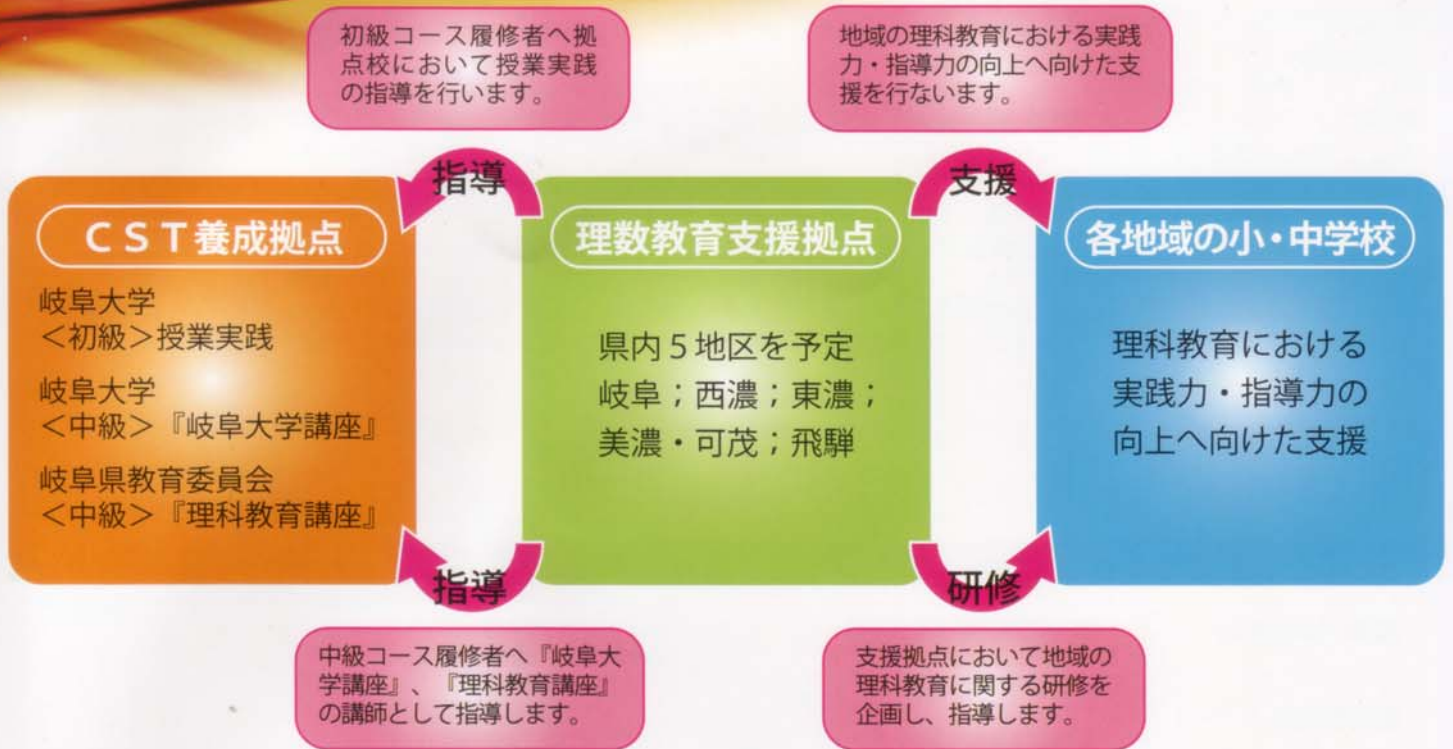 初級コース履修者へ拠
点校において授業実践
の指導を行います。
地域の理科教育における実践
力・指導力の向上へ向けた支
援を行ないます。
指導
支援
ＣＳＴ養成拠点
岐阜大学
＜初級＞授業実践
岐阜大学
＜中級＞『岐阜大学講座』
岐阜県教育委員会
＜中級＞『理科教育講座』
理数教育支援拠点
県内５地区を予定
岐阜；西濃；東濃；
美濃・可茂；飛騨
各地域の小・中学校
理科教育における
実践力・指導力の
向上へ向けた支援
指導
研修
中級コース履修者へ『岐阜大
学講座』、『理科教育講座』
の講師として指導します。
支援拠点において地域の
理科教育に関する研修を
企画し、指導します。